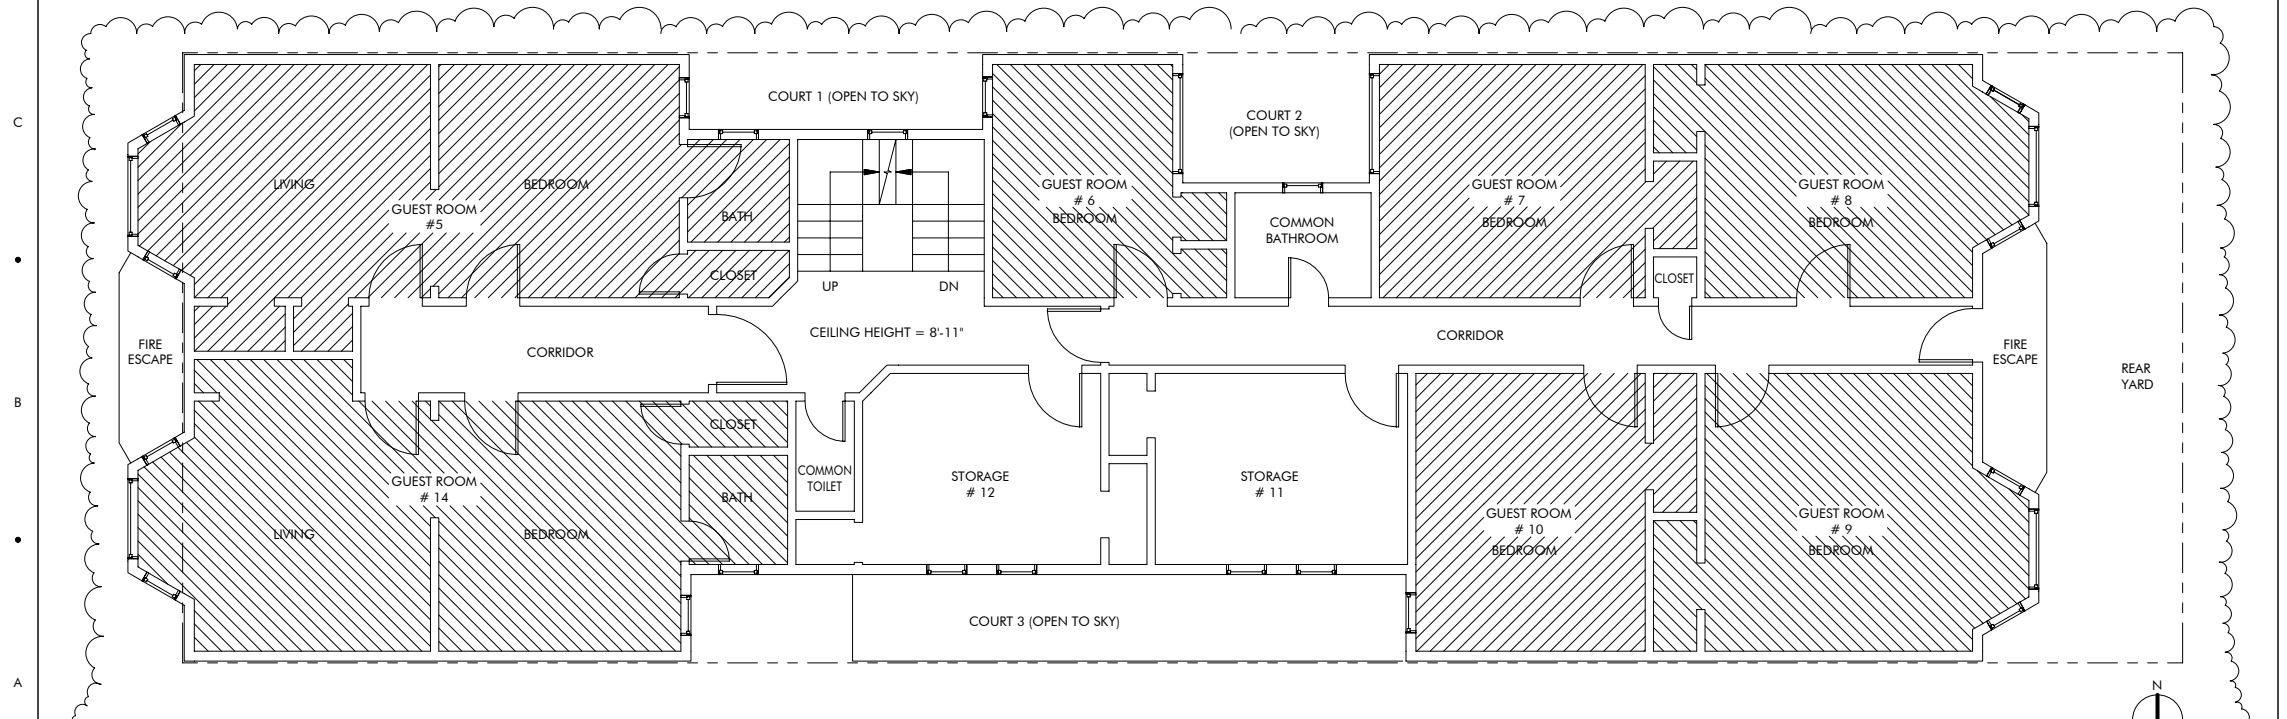 COURT 1 (OPEN TO SKY)
C
COURT 2
(OPEN TO SKY)
LIVING
BEDROOM
GUEST ROOM
#5
BATH
CLOSET
GUEST ROOM
# 6
BEDROOM
COMMON
BATHROOM
GUEST ROOM
# 7
BEDROOM
CLOSET
GUEST ROOM
# 8
BEDROOM
UP
DN
CEILING HEIGHT = 8'-11"
FIRE
ESCAPE
CORRIDOR
CORRIDOR
FIRE
ESCAPE
REAR
YARD
B
CLOSET
COMMON
TOILET
STORAGE
# 12
STORAGE
# 11
GUEST ROOM
# 14
BATH
LIVING
BEDROOM
GUEST ROOM
# 10
BEDROOM
GUEST ROOM
# 9
BEDROOM
COURT 3 (OPEN TO SKY)
A
N